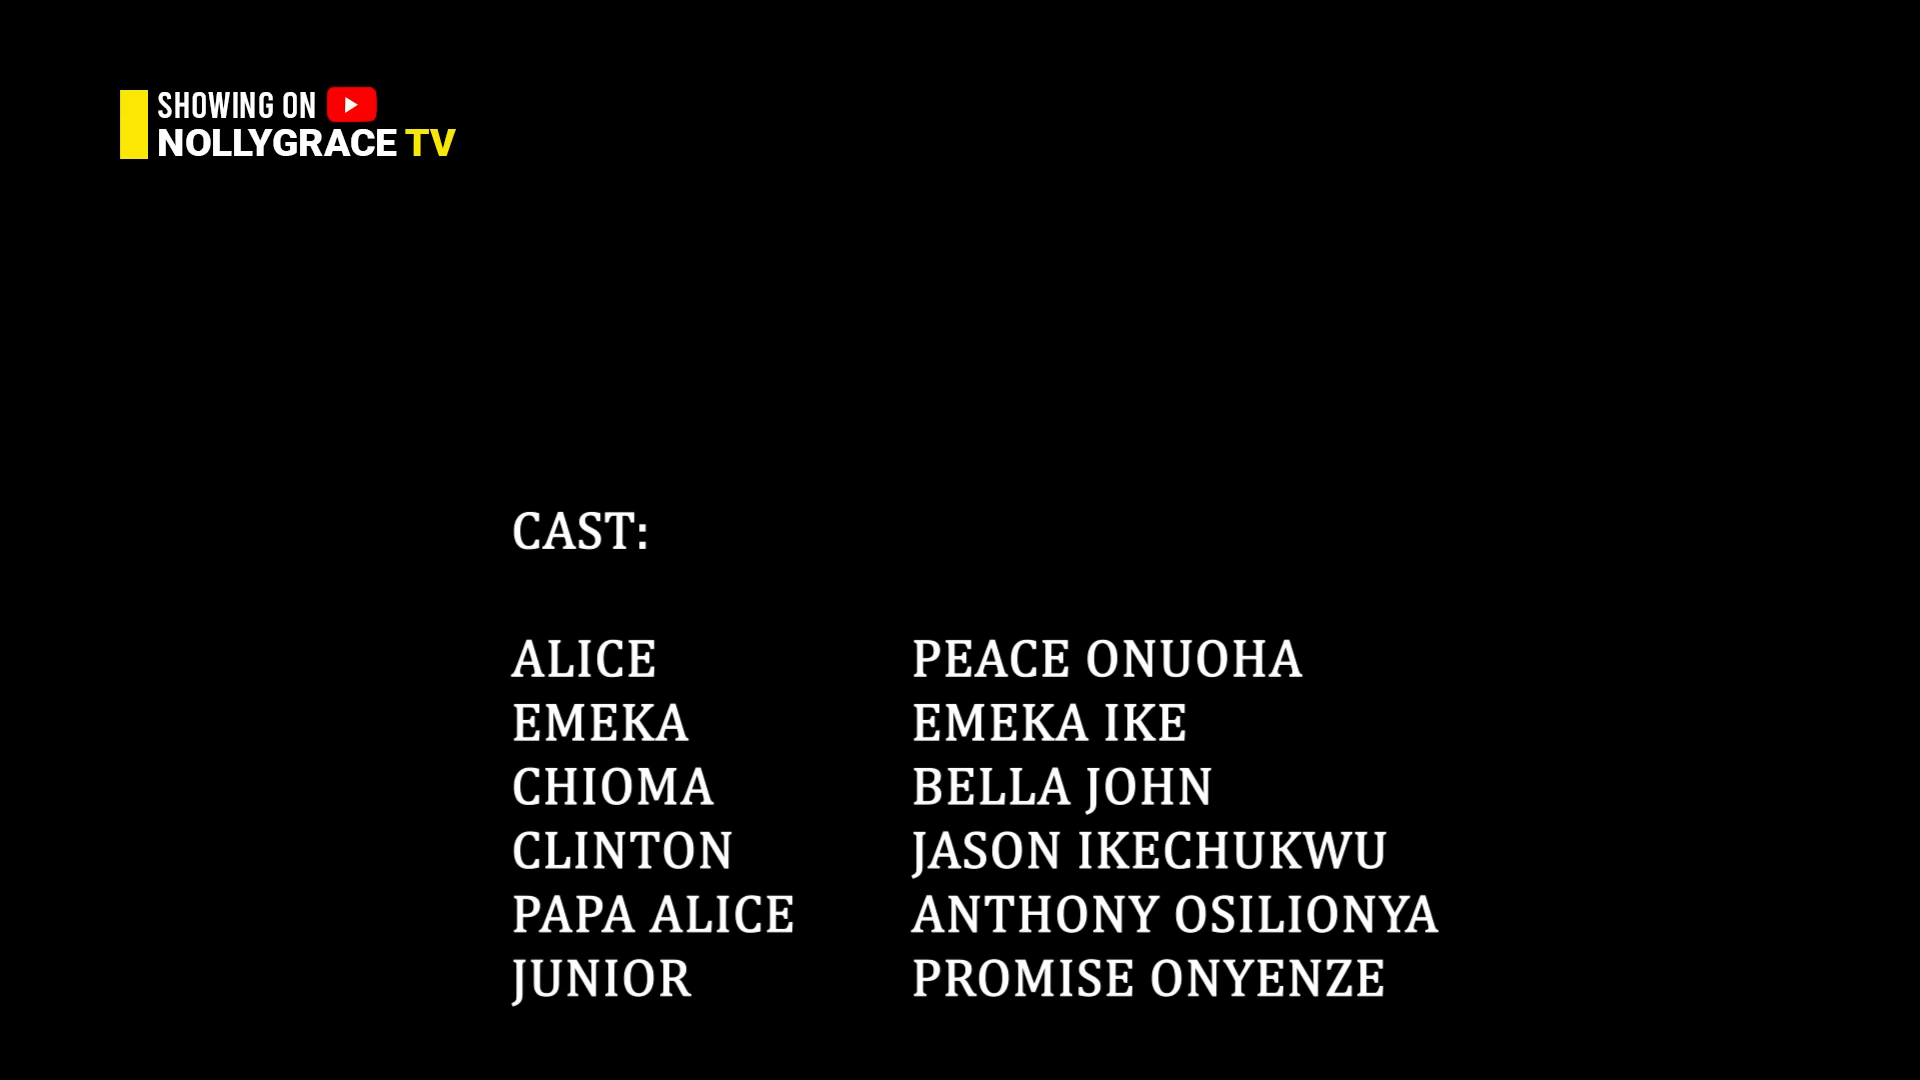 SHOWING ON
NOLLYGRACE TV
CAST:
ALICE PEACE ONUOHA
EMEKA EMEKA IKE
CHIOMA BELLA JOHN
CLINTON JASON IKECHUKWU
PAPA ALICE ANTHONY OSILIONYA
JUNIOR PROMISE ONYENZE